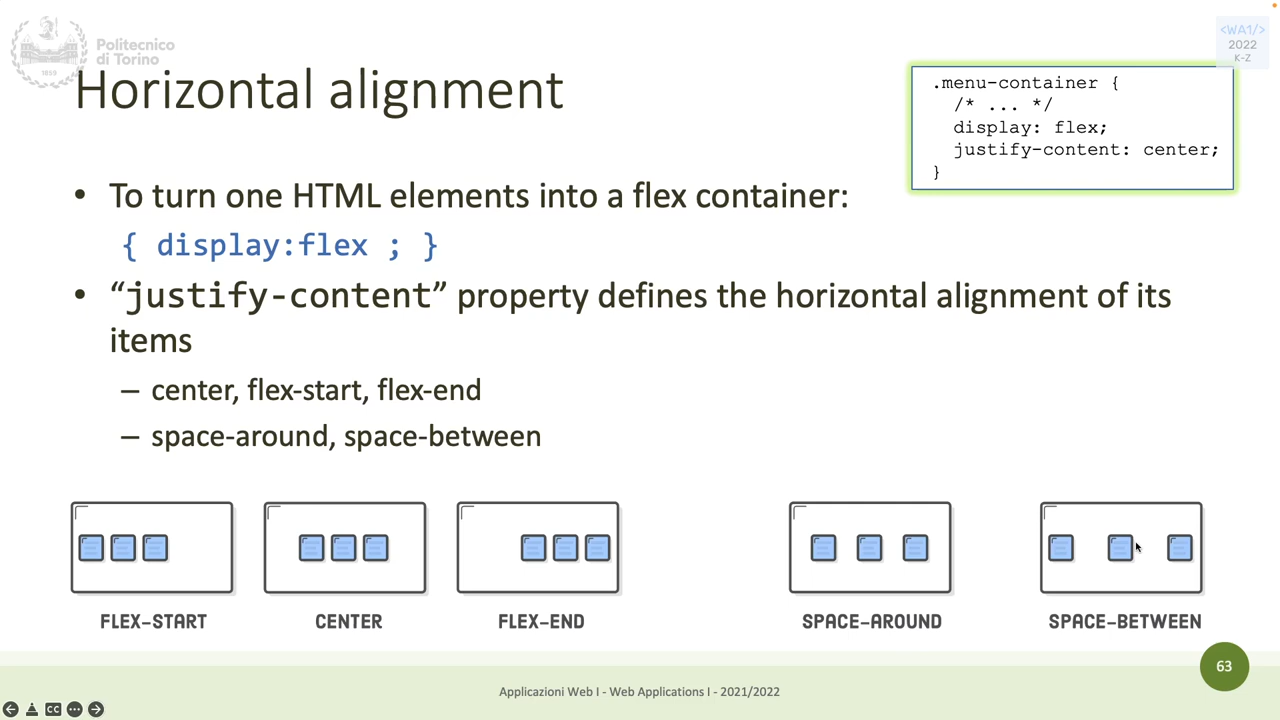 Politecnico
di Torino
1859
<WA1/>
2022
K-Z
Horizontal alignment
.menu-container {
/* ... */
display: flex;
justify-content: center;
}
• To turn one HTML elements into a flex container:
{ display:flex ; }
• “justify-content” property defines the horizontal alignment of its
items
– center, flex-start, flex-end
– space-around, space-between
FLEX-START
CENTER
FLEX-END
SPACE-AROUND
SPACE-BETWEEN
63
Applicazioni Web I - Web Applications I - 2021/2022
CC